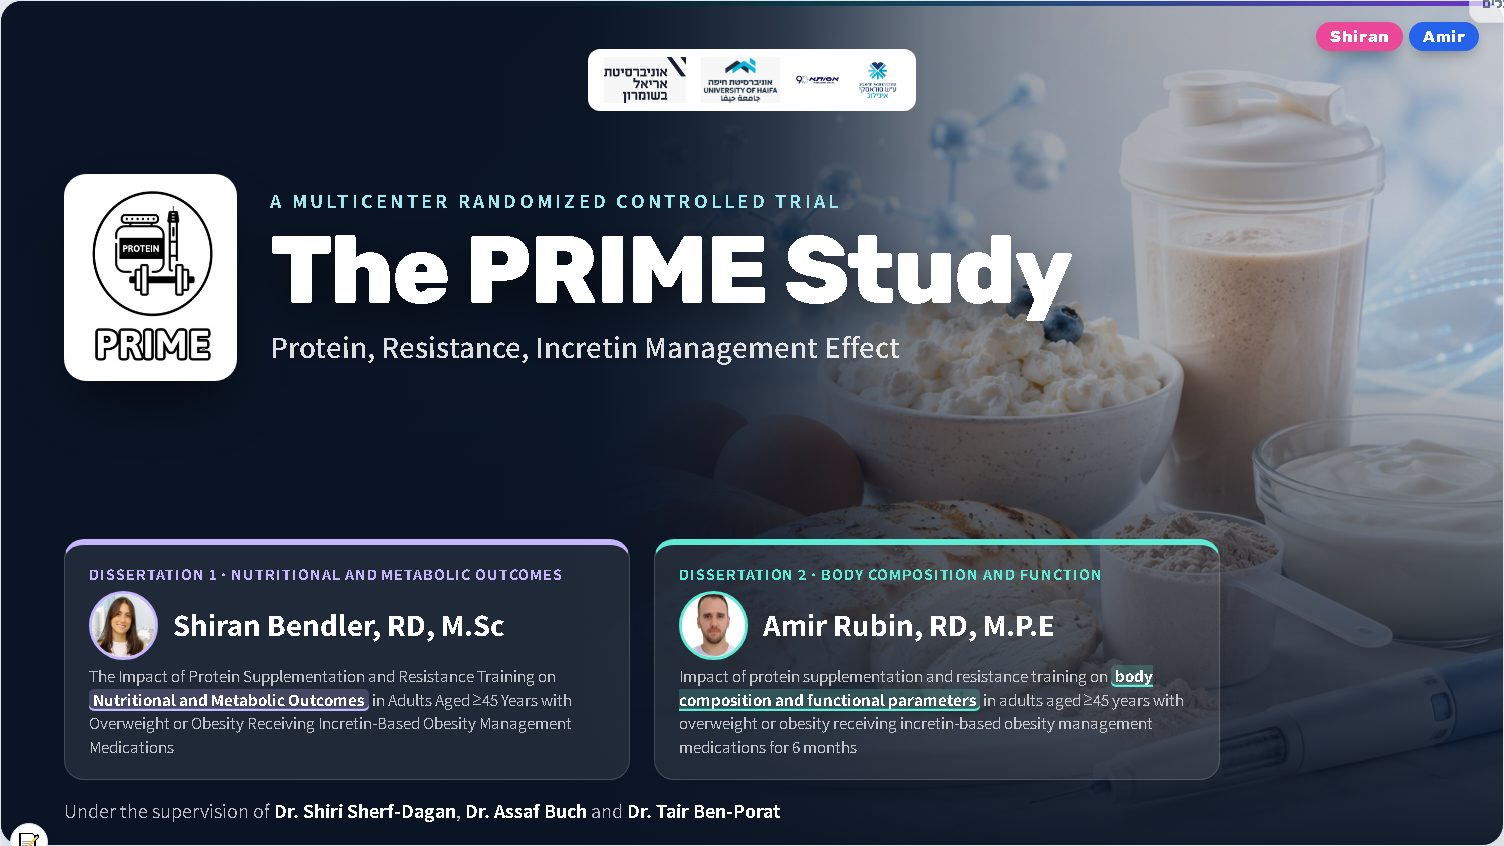 Shiran
Amir
אוניברסיטת
אריאל
בשומרון
אוניברסיטת חיפה
UNIVERSITY OF HAIFA
جامعة حيفا
איכילוב
PROTEIN
PRIME
A MULTICENTER RANDOMIZED CONTROLLED TRIAL
The PRIME Study
Protein, Resistance, Incretin Management Effect
DISSERTATION 1 · NUTRITIONAL AND METABOLIC OUTCOMES
Shiran Bendler, RD, M.Sc
The Impact of Protein Supplementation and Resistance Training on
Nutritional and Metabolic Outcomes in Adults Aged ≥45 Years with
Overweight or Obesity Receiving Incretin-Based Obesity Management
Medications
DISSERTATION 2 · BODY COMPOSITION AND FUNCTION
Amir Rubin, RD, M.P.E
Impact of protein supplementation and resistance training on body
composition and functional parameters in adults aged ≥45 years with
overweight or obesity receiving incretin-based obesity management
medications for 6 months
Under the supervision of Dr. Shiri Sherf-Dagan, Dr. Assaf Buch and Dr. Tair Ben-Porat